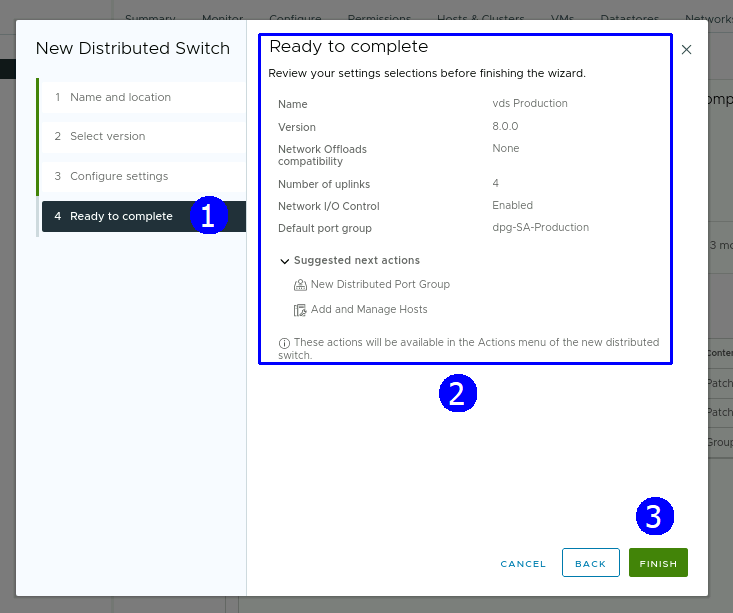 Summary Monitor Configure Permissions Hosts & Clusters VMs Datastores Networks
New Distributed Switch
1 Name and location
2 Select version
3 Configure settings
4 Ready to complete
1
Ready to complete
Review your settings selections before finishing the wizard.
Name vds Production
Version 8.0.0
Network Offloads
compatibility
None
Number of uplinks 4
Network I/O Control Enabled
Default port group dpg-SA-Production
Suggested next actions
New Distributed Port Group
Add and Manage Hosts
These actions will be available in the Actions menu of the new distributed
switch.
2
3
CANCEL BACK FINISH
3 mo
Patch
Patch
Group